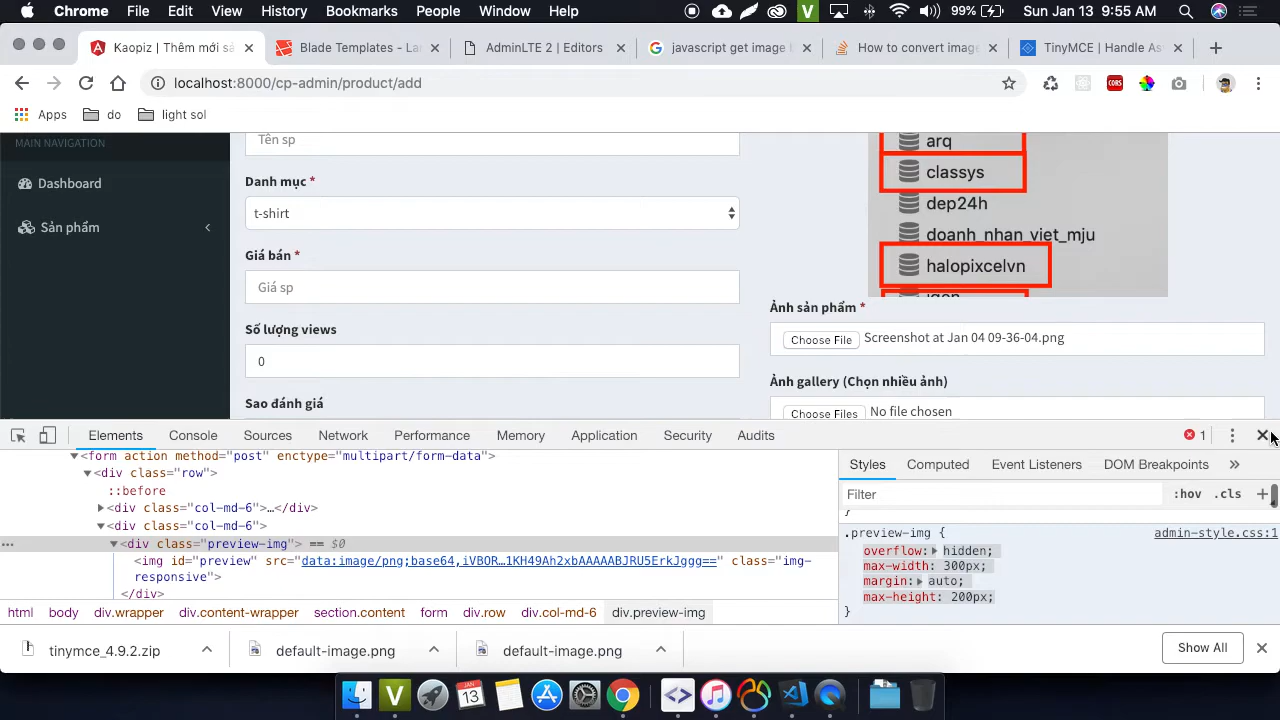 Chrome File Edit View History Bookmarks People Window Help 99% Sun Jan 13 9:55 AM
Kaopiz | Thêm mới sả Blade Templates - La AdminLTE 2 | Editors javascript get image b How to convert image TinyMCE | Handle As
localhost:8000/cp-admin/product/add
Apps do light sol
MAIN NAVIGATION
Dashboard
Sản phẩm
Tên sp
Danh mục *
t-shirt
Giá bán *
Giá sp
Số lượng views
0
Sao đánh giá
arq
classys
dep24h
doanh_nhan_viet_mju
halopixcelvn
Ảnh sản phẩm *
Choose File Screenshot at Jan 04 09-36-04.png
Ảnh gallery (Chọn nhiều ảnh)
Choose Files No file chosen
Elements Console Sources Network Performance Memory Application Security Audits 1
<form action method="post" enctype="multipart/form-data">
<div class="row">
::before
<div class="col-md-6">…</div>
<div class="col-md-6">
<div class="preview-img"> == $0
<img id="preview" src="data:image/png;base64,iVBOR…1KH49Ah2xbAAAAABJRU5ErkJggg==" class="img-
responsive">
</div>
html body div.wrapper div.content-wrapper section.content form div.row div.col-md-6 div.preview-img
Styles Computed Event Listeners DOM Breakpoints »
Filter :hov .cls +
}
.preview-img { admin-style.css:1
overflow: hidden;
max-width: 300px;
margin: auto;
max-height: 200px;
}
tinymce_4.9.2.zip default-image.png default-image.png Show All
CORS
JAN 13